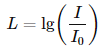 L = lg(I/I₀)